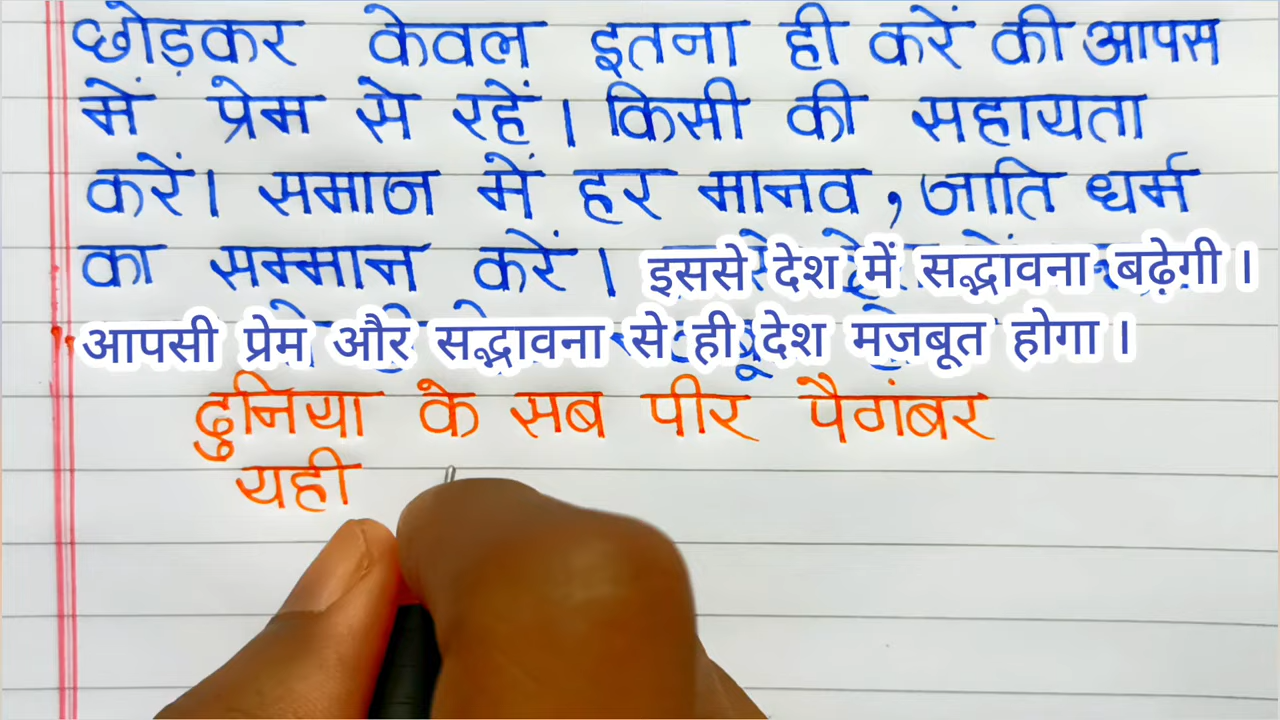 छोड़कर केवल इतना ही करें की आपस
में प्रेम से रहें। किसी की सहायता
करें। समाज में हर मानव, जाति धर्म
का सम्मान करें। इससे देश में सद्भावना बढ़ेगी।
आपसी प्रेम और सद्भावना से ही देश मजबूत होगा।
दुनिया के सब पीर पैगंबर
यही